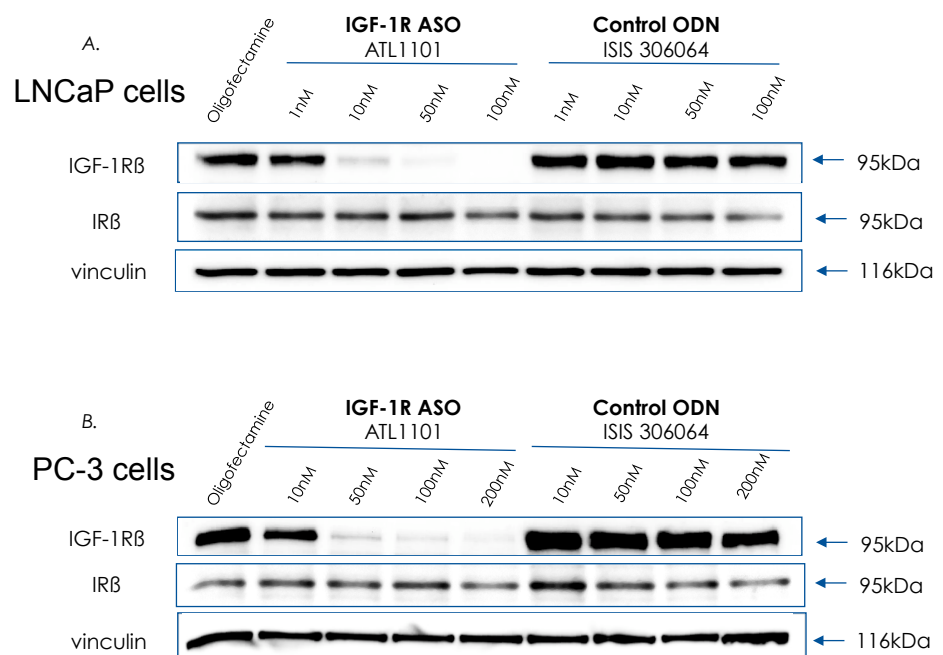 A.
LNCaP cells
IGF-1R ASO
ATL1101
Control ODN
ISIS 306064
Oligofectamine 1nM 10nM 50nM 100nM 1nM 10nM 50nM 100nM
IGF-1Rß 95kDa
IRß 95kDa
vinculin 116kDa
B.
PC-3 cells
IGF-1R ASO
ATL1101
Control ODN
ISIS 306064
Oligofectamine 10nM 50nM 100nM 200nM 10nM 50nM 100nM 200nM
IGF-1Rß 95kDa
IRß 95kDa
vinculin 116kDa